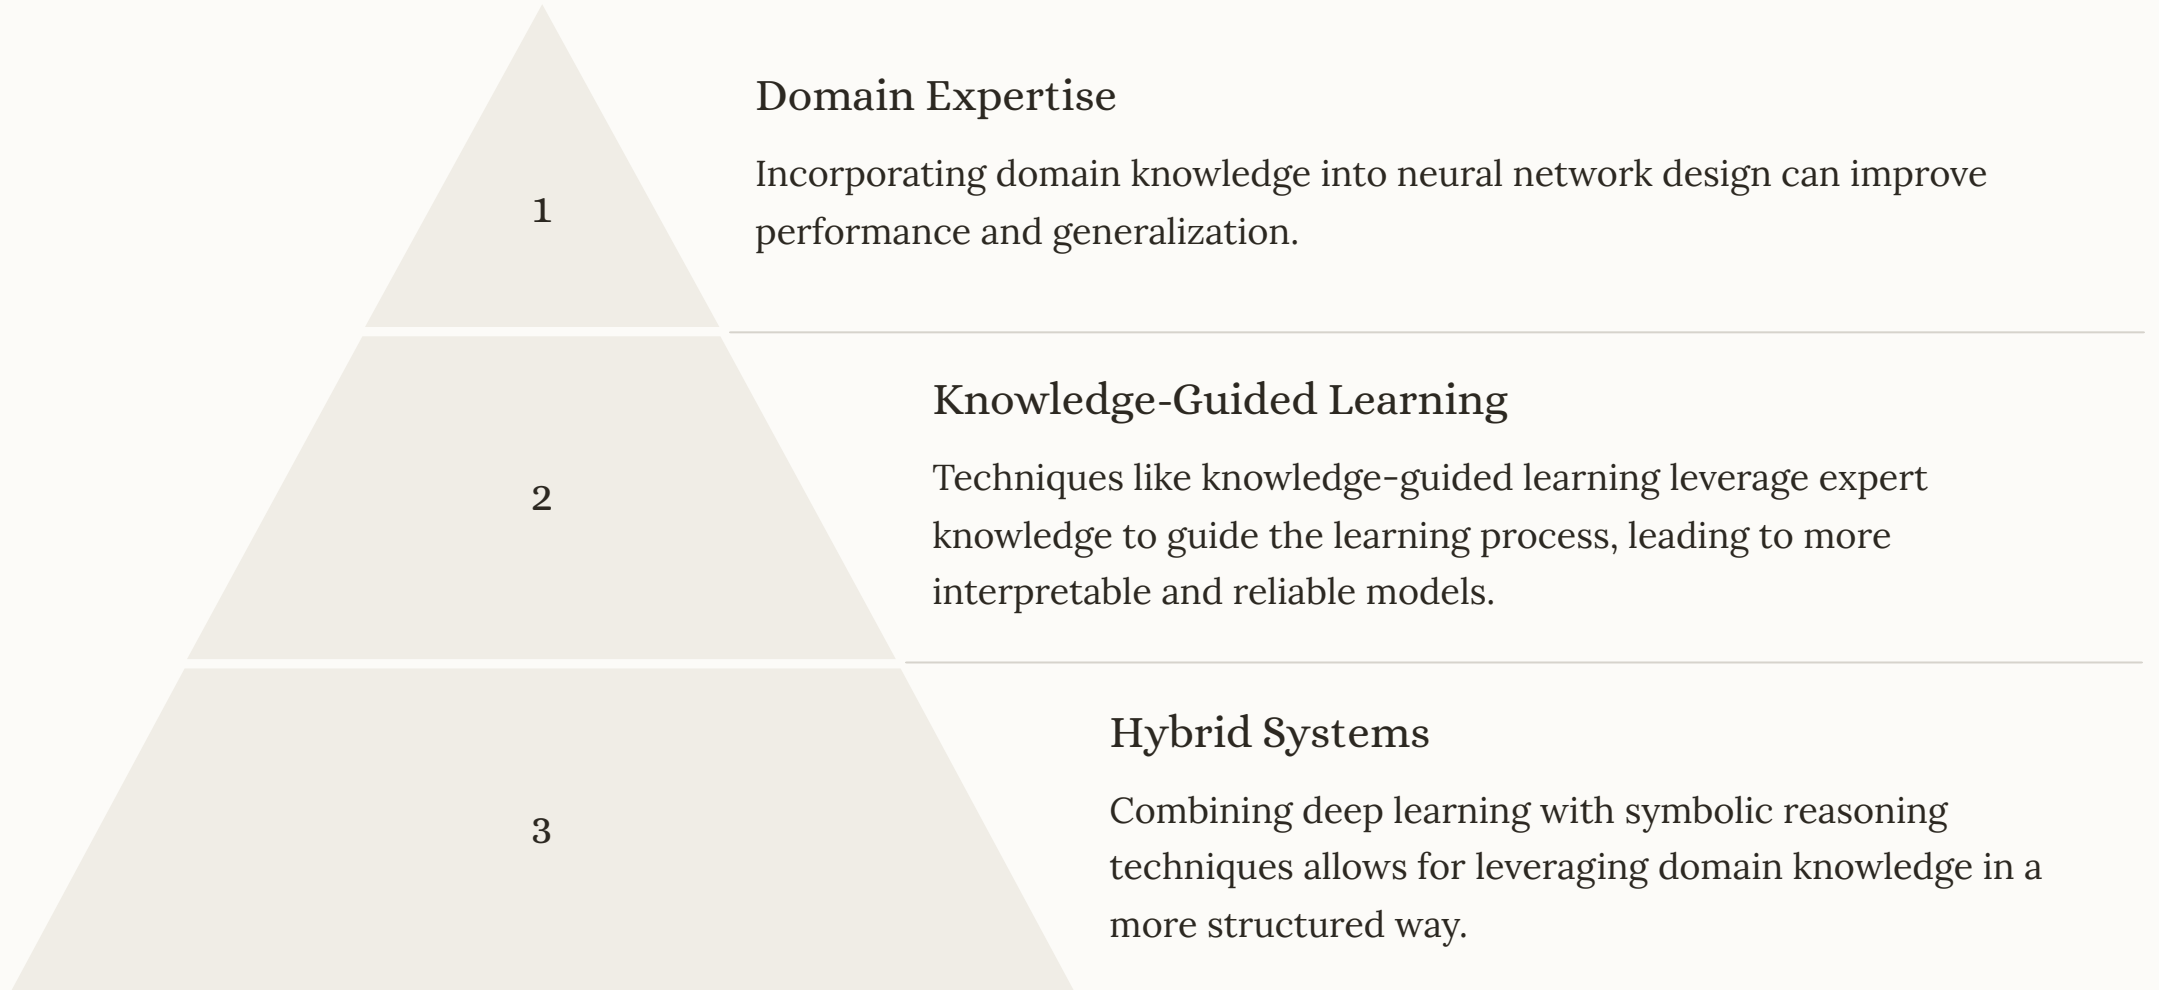 Domain Expertise
Incorporating domain knowledge into neural network design can improve
performance and generalization.
1
Knowledge-Guided Learning
Techniques like knowledge-guided learning leverage expert
knowledge to guide the learning process, leading to more
interpretable and reliable models.
2
Hybrid Systems
Combining deep learning with symbolic reasoning
techniques allows for leveraging domain knowledge in a
more structured way.
3